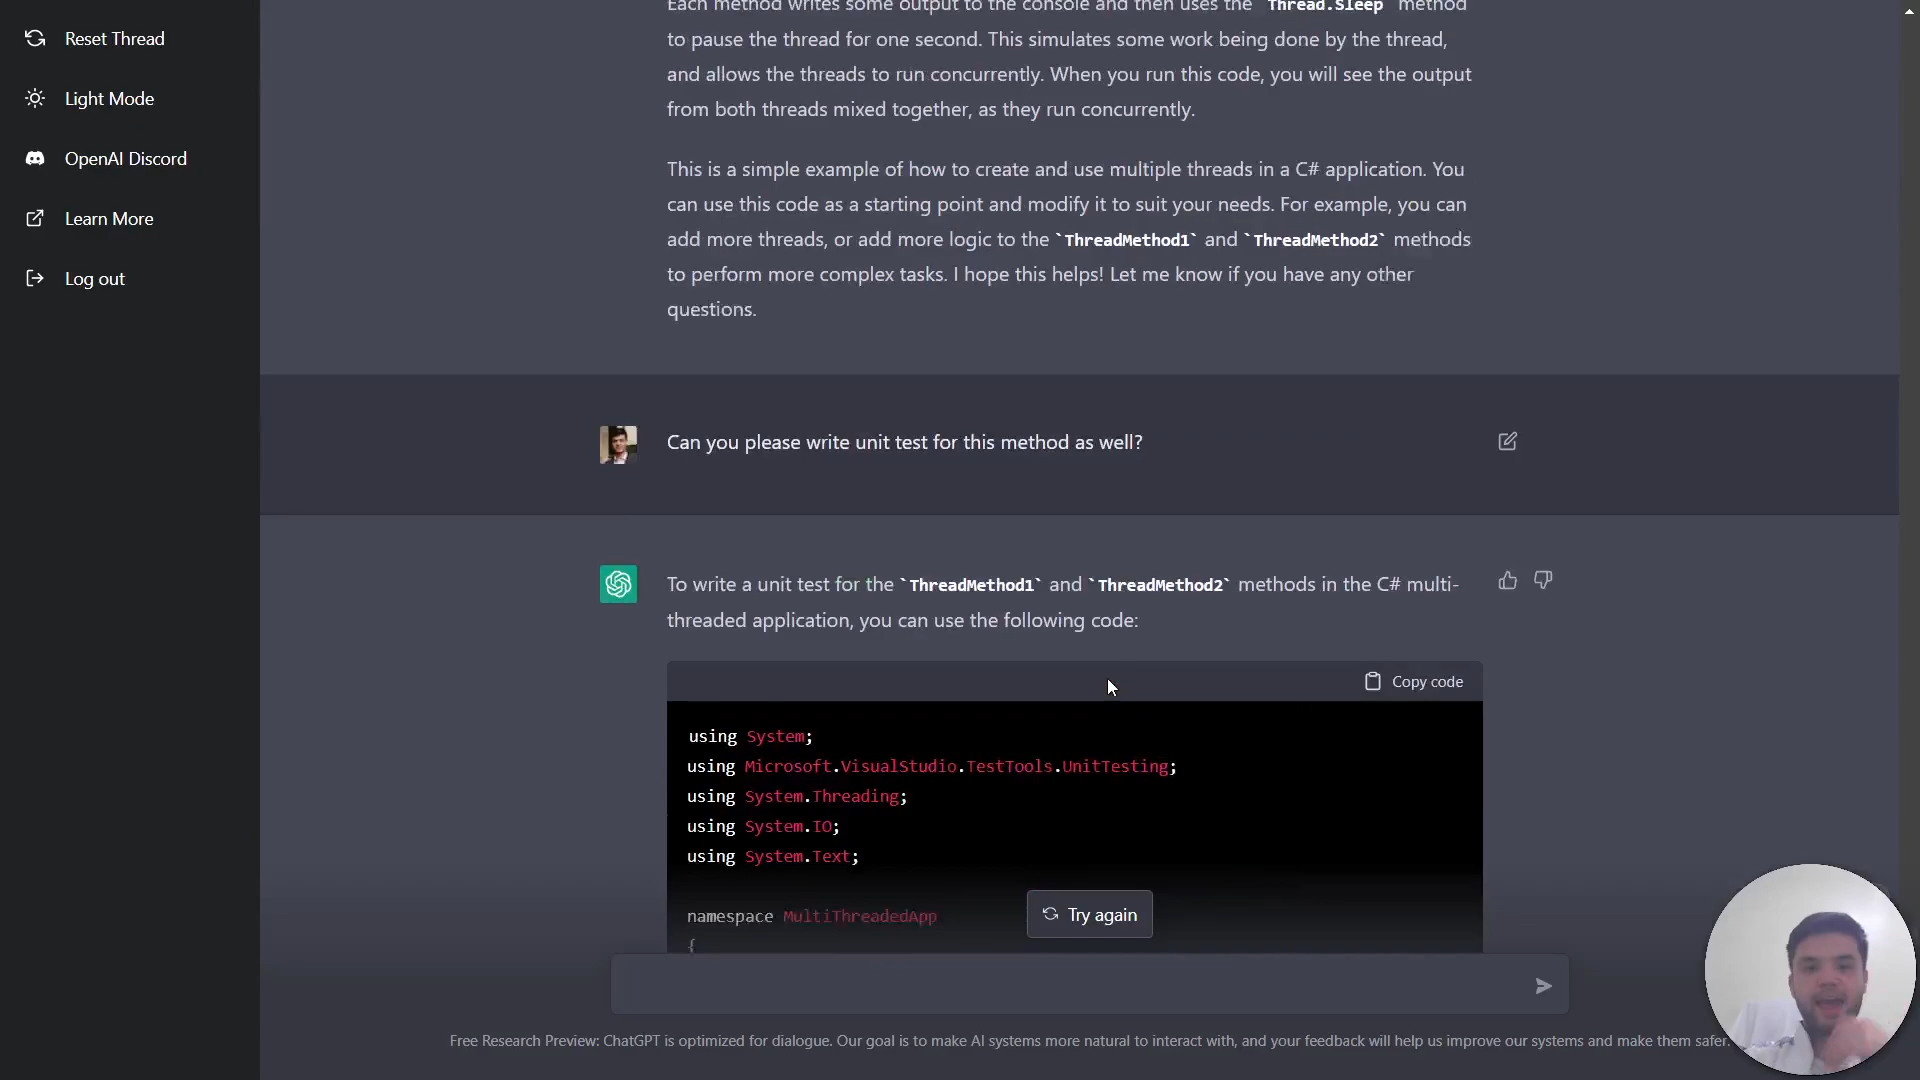 Reset Thread
Light Mode
OpenAI Discord
Learn More
Log out
Each method writes some output to the console and then uses the `Thread.Sleep` method
to pause the thread for one second. This simulates some work being done by the thread,
and allows the threads to run concurrently. When you run this code, you will see the output
from both threads mixed together, as they run concurrently.
This is a simple example of how to create and use multiple threads in a C# application. You
can use this code as a starting point and modify it to suit your needs. For example, you can
add more threads, or add more logic to the `ThreadMethod1` and `ThreadMethod2` methods
to perform more complex tasks. I hope this helps! Let me know if you have any other
questions.
Can you please write unit test for this method as well?
To write a unit test for the `ThreadMethod1` and `ThreadMethod2` methods in the C# multi-
threaded application, you can use the following code:
Copy code
using System;
using Microsoft.VisualStudio.TestTools.UnitTesting;
using System.Threading;
using System.IO;
using System.Text;
namespace MultiThreadedApp
{
Try again
Free Research Preview: ChatGPT is optimized for dialogue. Our goal is to make AI systems more natural to interact with, and your feedback will help us improve our systems and make them safer.